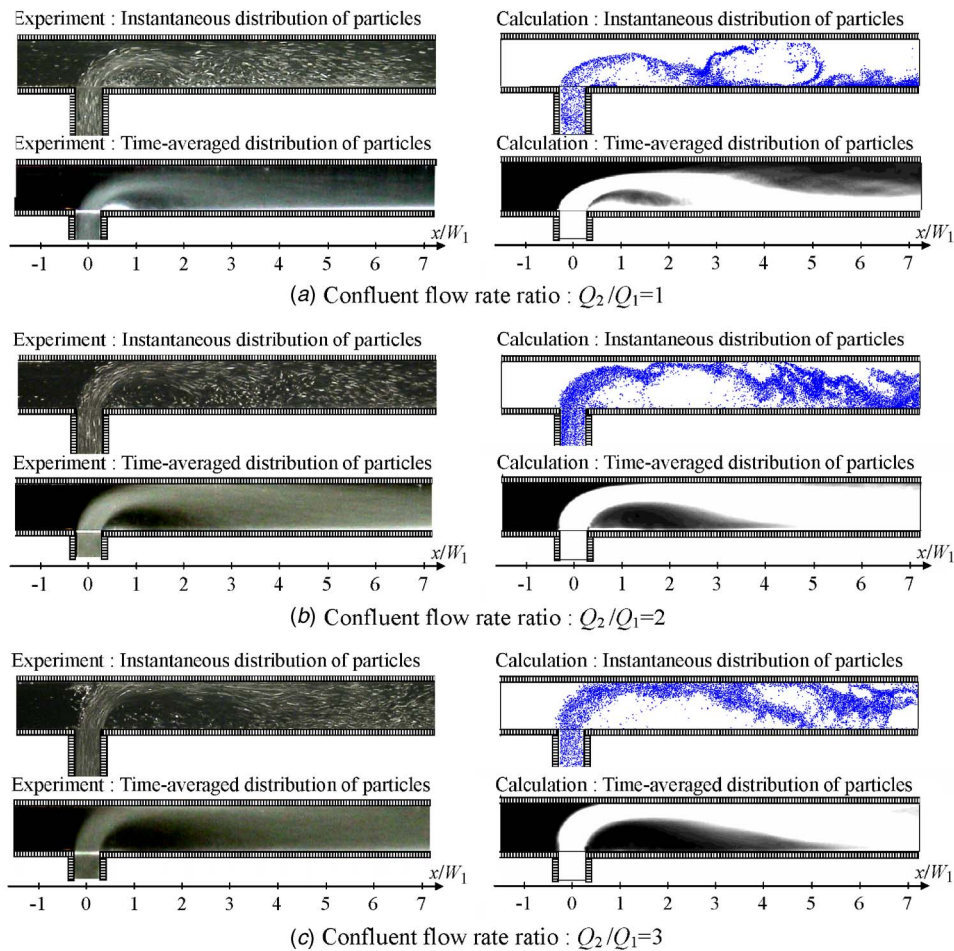 Experiment : Instantaneous distribution of particles
Calculation : Instantaneous distribution of particles
Experiment : Time-averaged distribution of particles
Calculation : Time-averaged distribution of particles
x/W1
x/W1
-1 0 1 2 3 4 5 6 7
-1 0 1 2 3 4 5 6 7
(a) Confluent flow rate ratio : Q2/Q1=1
Experiment : Instantaneous distribution of particles
Calculation : Instantaneous distribution of particles
Experiment : Time-averaged distribution of particles
Calculation : Time-averaged distribution of particles
x/W1
x/W1
-1 0 1 2 3 4 5 6 7
-1 0 1 2 3 4 5 6 7
(b) Confluent flow rate ratio : Q2/Q1=2
Experiment : Instantaneous distribution of particles
Calculation : Instantaneous distribution of particles
Experiment : Time-averaged distribution of particles
Calculation : Time-averaged distribution of particles
x/W1
x/W1
-1 0 1 2 3 4 5 6 7
-1 0 1 2 3 4 5 6 7
(c) Confluent flow rate ratio : Q2/Q1=3